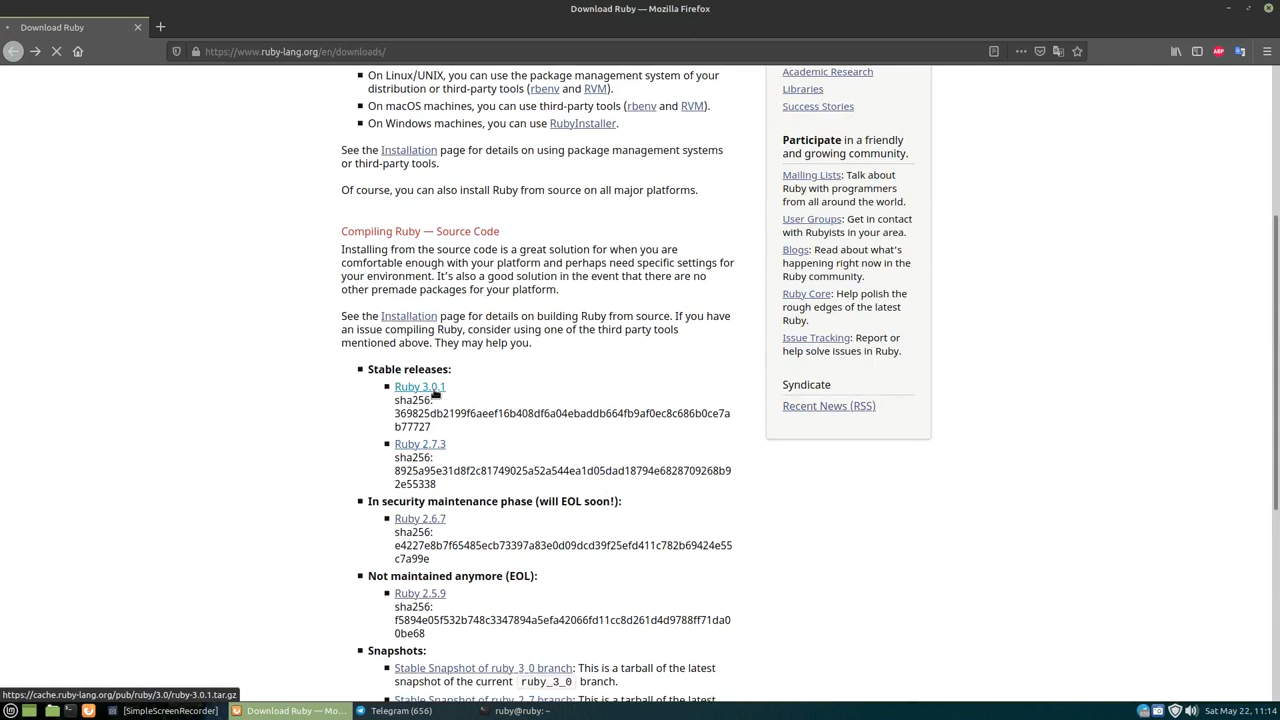 Download Ruby — Mozilla Firefox
Download Ruby
https://www.ruby-lang.org/en/downloads/
ABP
On Linux/UNIX, you can use the package management system of your
distribution or third-party tools (rbenv and RVM).
On macOS machines, you can use third-party tools (rbenv and RVM).
On Windows machines, you can use RubyInstaller.
See the Installation page for details on using package management systems
or third-party tools.
Of course, you can also install Ruby from source on all major platforms.
Compiling Ruby — Source Code
Installing from the source code is a great solution for when you are
comfortable enough with your platform and perhaps need specific settings for
your environment. It's also a good solution in the event that there are no
other premade packages for your platform.
See the Installation page for details on building Ruby from source. If you have
an issue compiling Ruby, consider using one of the third party tools
mentioned above. They may help you.
Stable releases:
Ruby 3.0.1
sha256:
369825db2199f6aeef16b408df6a04ebaddb664fb9af0ec8c686b0ce7a
b77727
Ruby 2.7.3
sha256:
8925a95e31d8f2c81749025a52a544ea1d05dad18794e6828709268b9
2e55338
In security maintenance phase (will EOL soon!):
Ruby 2.6.7
sha256:
e4227e8b7f65485ecb73397a83e0d09dcd39f25efd411c782b69424e55
c7a99e
Not maintained anymore (EOL):
Ruby 2.5.9
sha256:
f5894e05f532b748c3347894a5efa42066fd11cc8d261d4d9788ff71da0
0be68
Snapshots:
Stable Snapshot of ruby_3_0 branch: This is a tarball of the latest
snapshot of the current ruby_3_0 branch.
Stable Snapshot of ruby_2_7 branch: This is a tarball of the latest
Academic Research
Libraries
Success Stories
Participate in a friendly
and growing community.
Mailing Lists: Talk about
Ruby with programmers
from all around the world.
User Groups: Get in contact
with Rubyists in your area.
Blogs: Read about what's
happening right now in the
Ruby community.
Ruby Core: Help polish the
rough edges of the latest
Ruby.
Issue Tracking: Report or
help solve issues in Ruby.
Syndicate
Recent News (RSS)
https://cache.ruby-lang.org/pub/ruby/3.0/ruby-3.0.1.tar.gz
[SimpleScreenRecorder]
Download Ruby — Mo...
Telegram (656)
ruby@ruby: ~
Sat May 22, 11:14